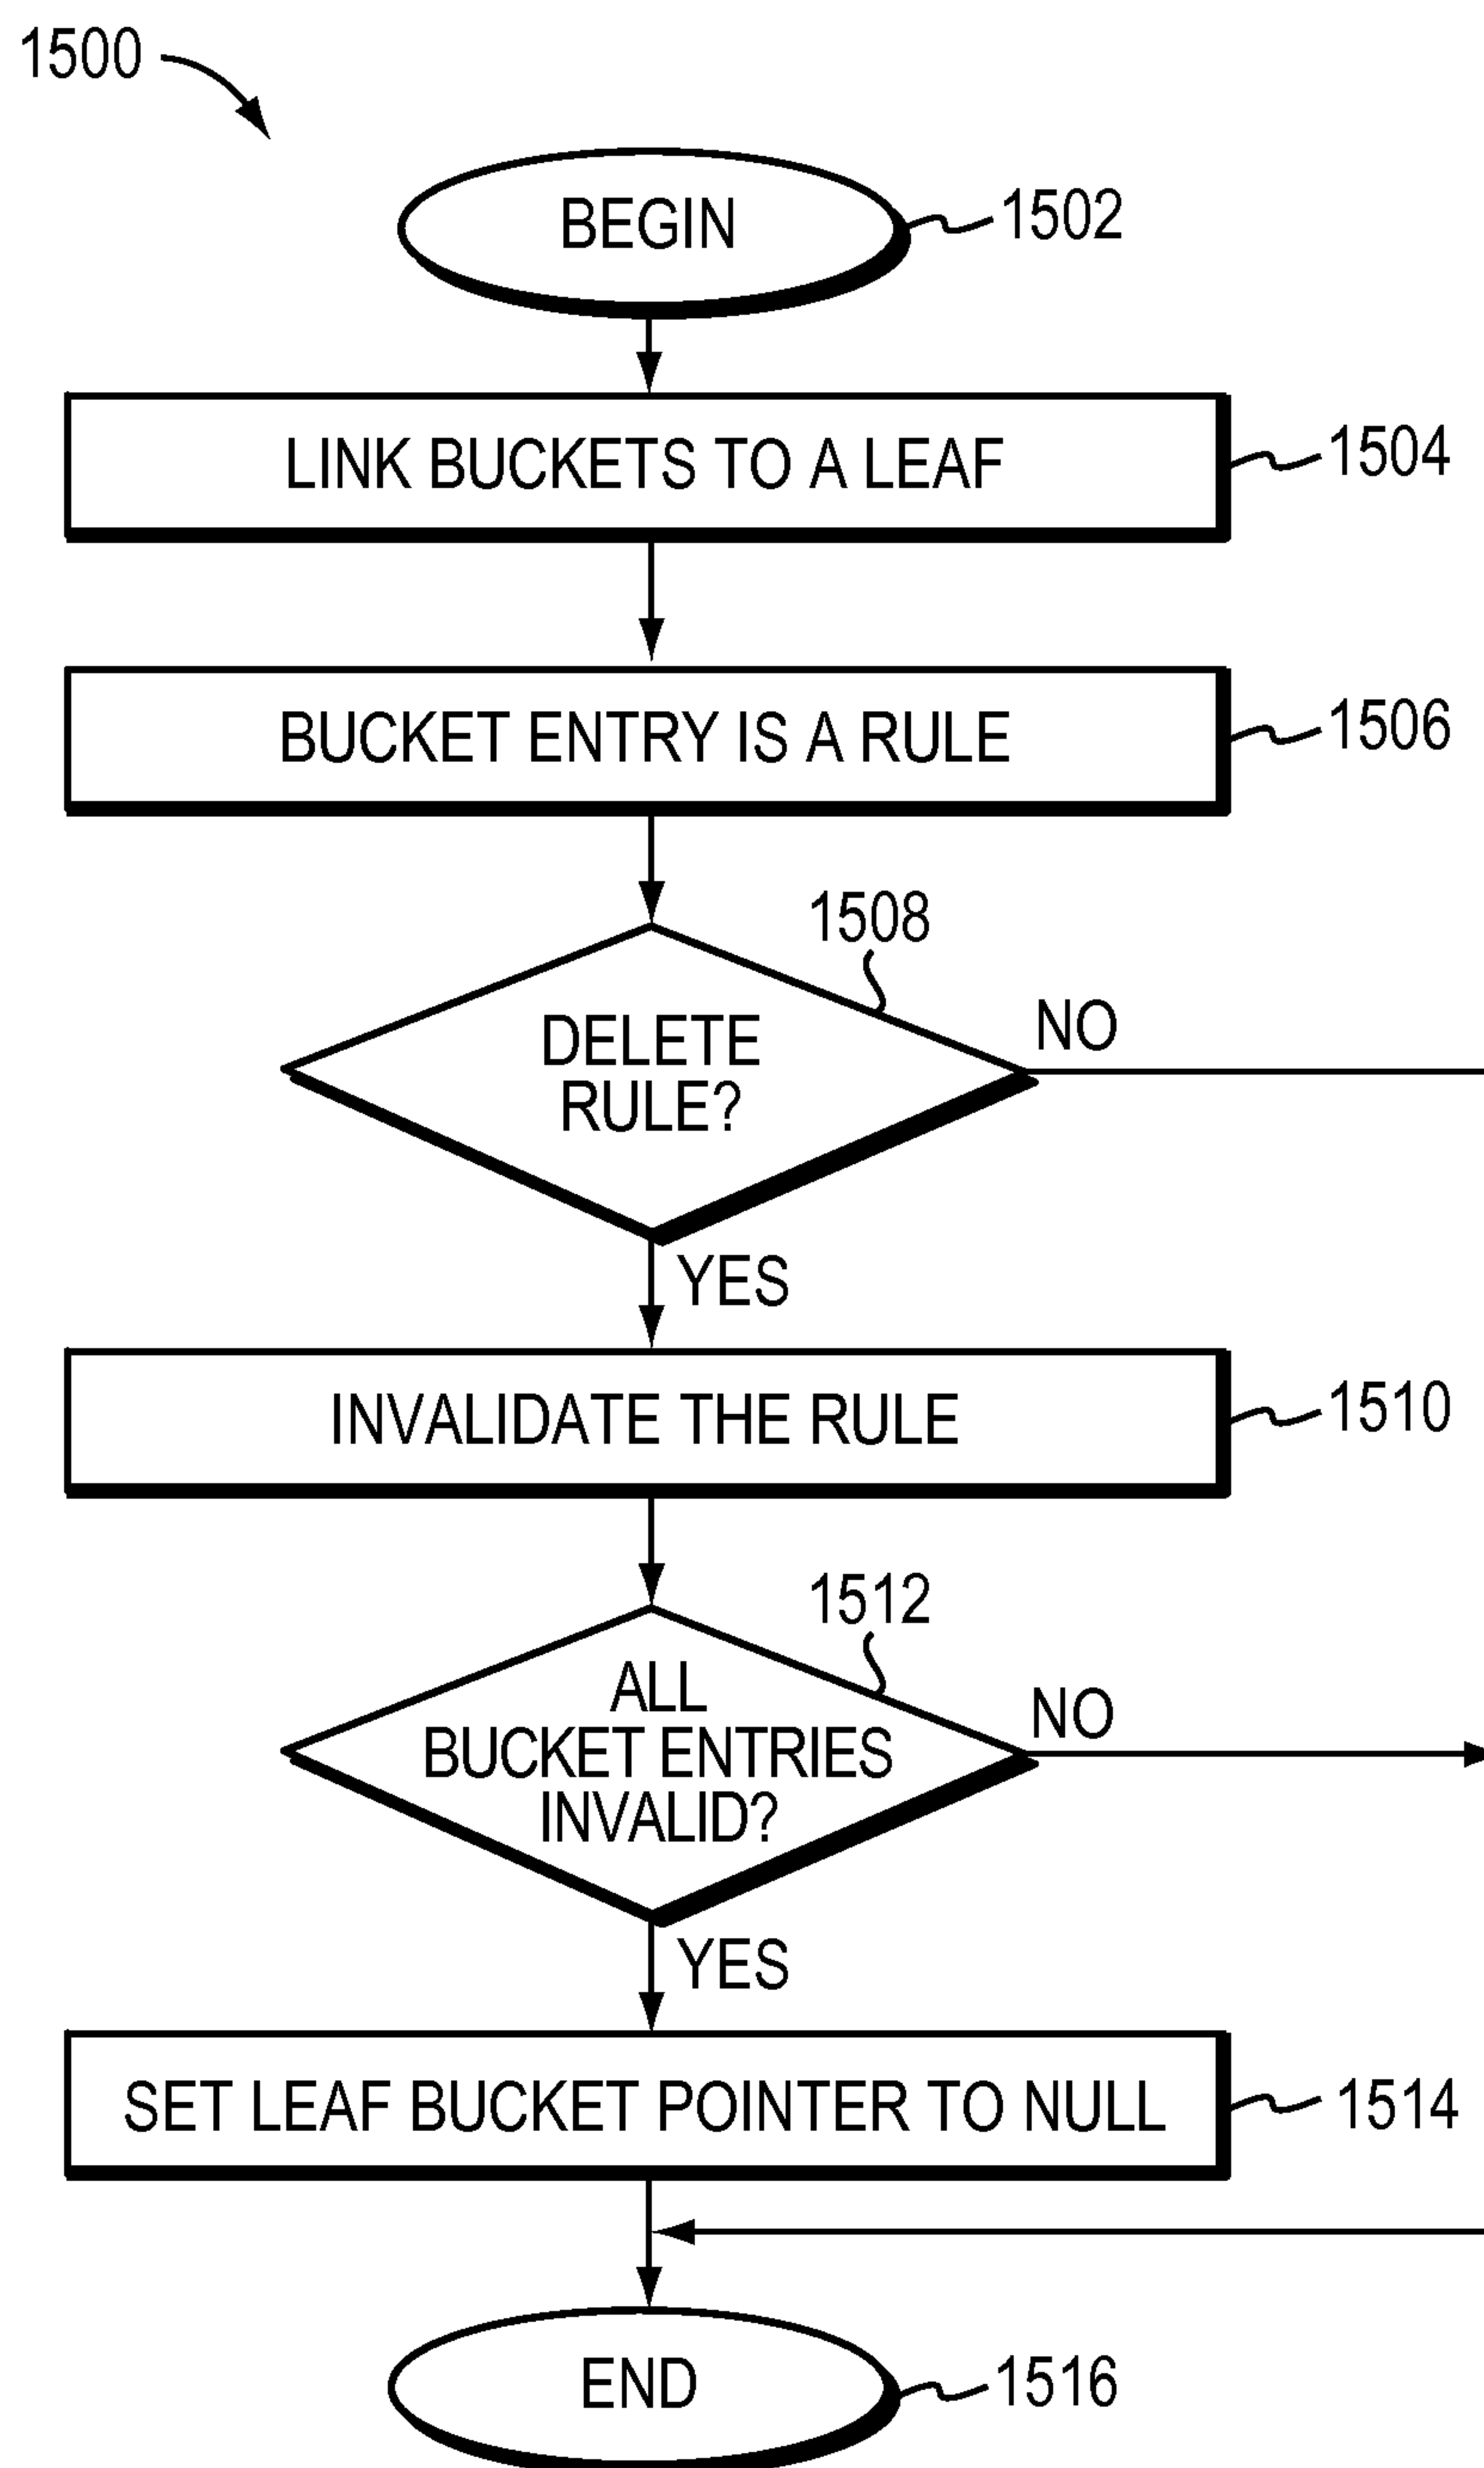 1500
BEGIN
1502
LINK BUCKETS TO A LEAF
1504
BUCKET ENTRY IS A RULE
1506
1508
DELETE
RULE?
NO
YES
INVALIDATE THE RULE
1510
1512
ALL
BUCKET ENTRIES
INVALID?
NO
YES
SET LEAF BUCKET POINTER TO NULL
1514
END
1516